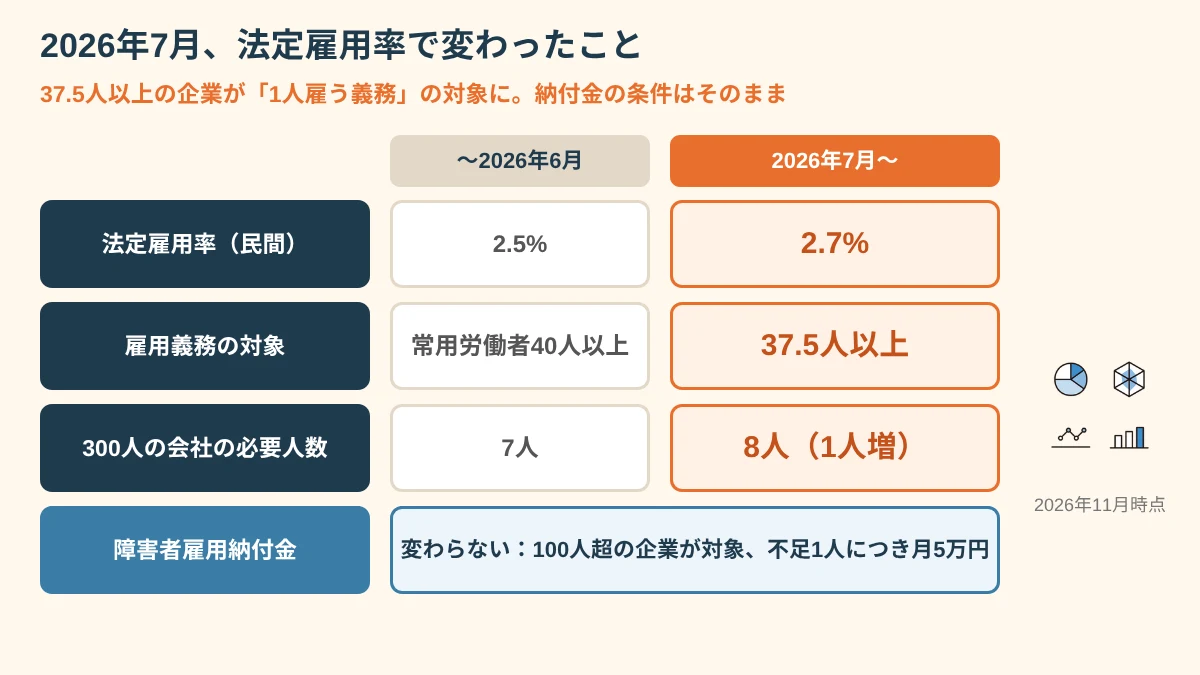 2026年7月、法定雇用率で変わったこと
37.5人以上の企業が「1人雇う義務」の対象に。納付金の条件はそのまま
～2026年6月
2026年7月～
法定雇用率（民間）
2.5%
2.7%
雇用義務の対象
常用労働者40人以上
37.5人以上
300人の会社の必要人数
7人
8人（1人増）
2026年11月時点
障害者雇用納付金
変わらない：100人超の企業が対象、不足1人につき月5万円